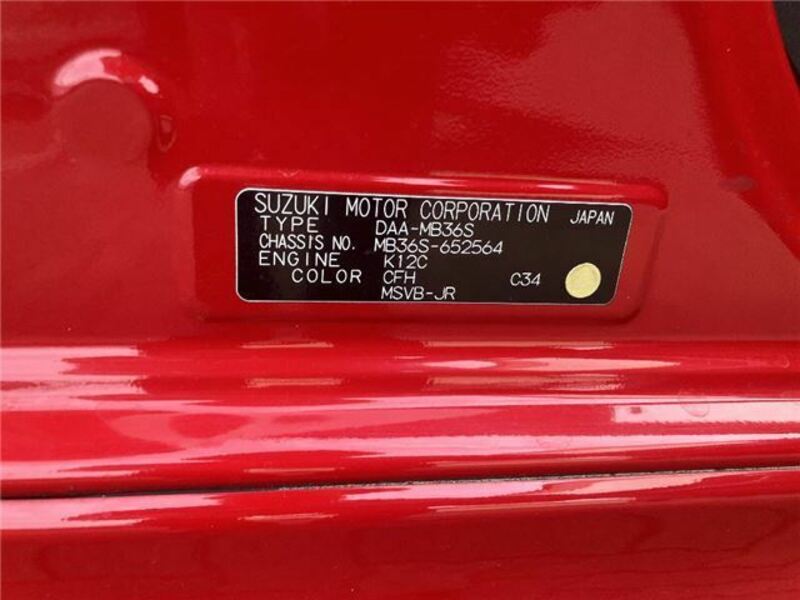 SUZUKI MOTOR CORPORATION JAPAN
TYPE DAA-MB36S
CHASSIS NO. MB36S-652564
ENGINE K12C
COLOR CFH C34
MSVB-JR